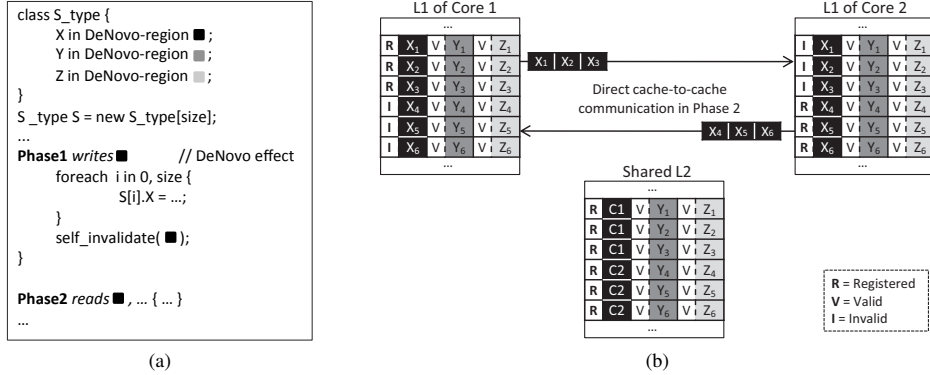 class S_type {
X in DeNovo-region ;
Y in DeNovo-region ;
Z in DeNovo-region ;
}
S _type S = new S_type[size];
...
Phase1 writes // DeNovo effect
foreach i in 0, size {
S[i].X = …;
}
self_invalidate( );
}
Phase2 reads , … { … }
...
(a)
L1 of Core 1
...
R X1 V Y1 V Z1
R X2 V Y2 V Z2
R X3 V Y3 V Z3
I X4 V Y4 V Z4
I X5 V Y5 V Z5
I X6 V Y6 V Z6
...
X1 X2 X3
Direct cache-to-cache
communication in Phase 2
X4 X5 X6
L1 of Core 2
...
I X1 V Y1 V Z1
I X2 V Y2 V Z2
I X3 V Y3 V Z3
R X4 V Y4 V Z4
R X5 V Y5 V Z5
R X6 V Y6 V Z6
...
Shared L2
...
R C1 V Y1 V Z1
R C1 V Y2 V Z2
R C1 V Y3 V Z3
R C2 V Y4 V Z4
R C2 V Y5 V Z5
R C2 V Y6 V Z6
...
R = Registered
V = Valid
I = Invalid
(b)